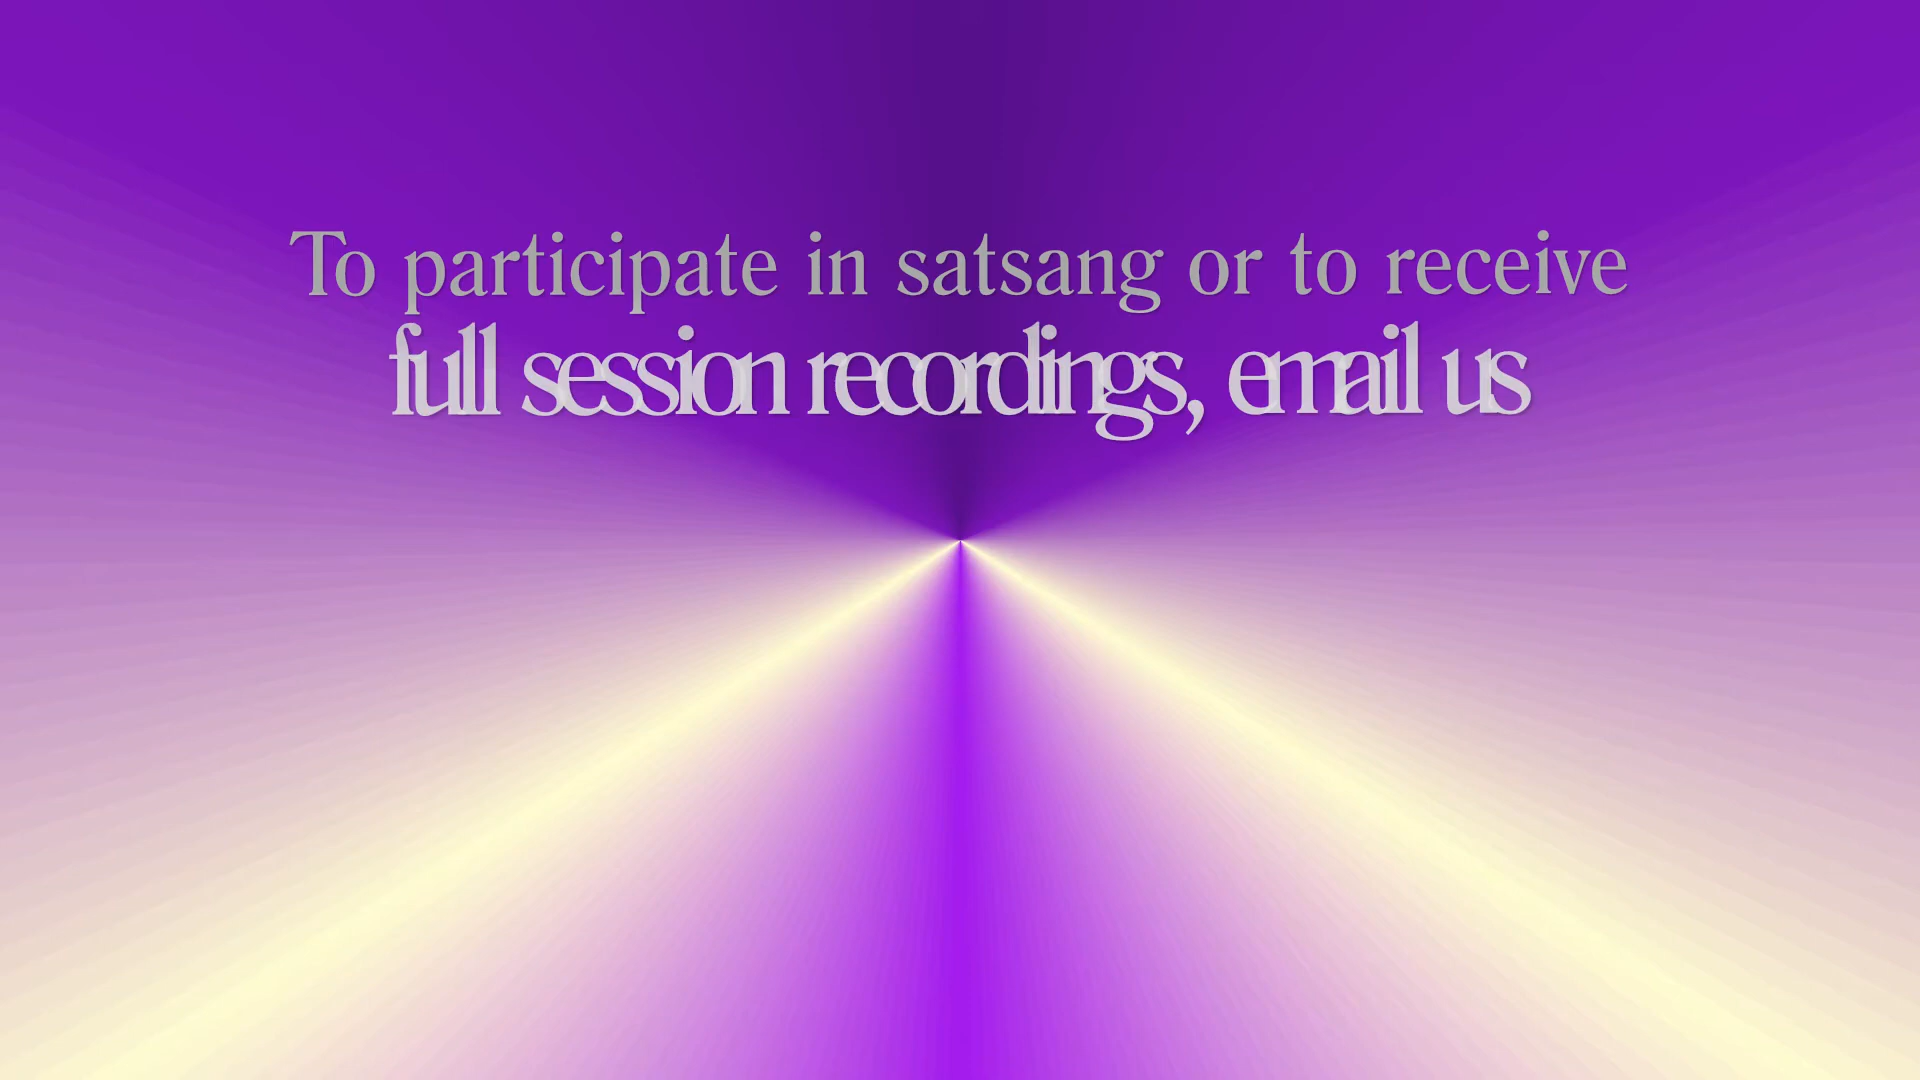 To participate in satsang or to receive
full session recordings, email us